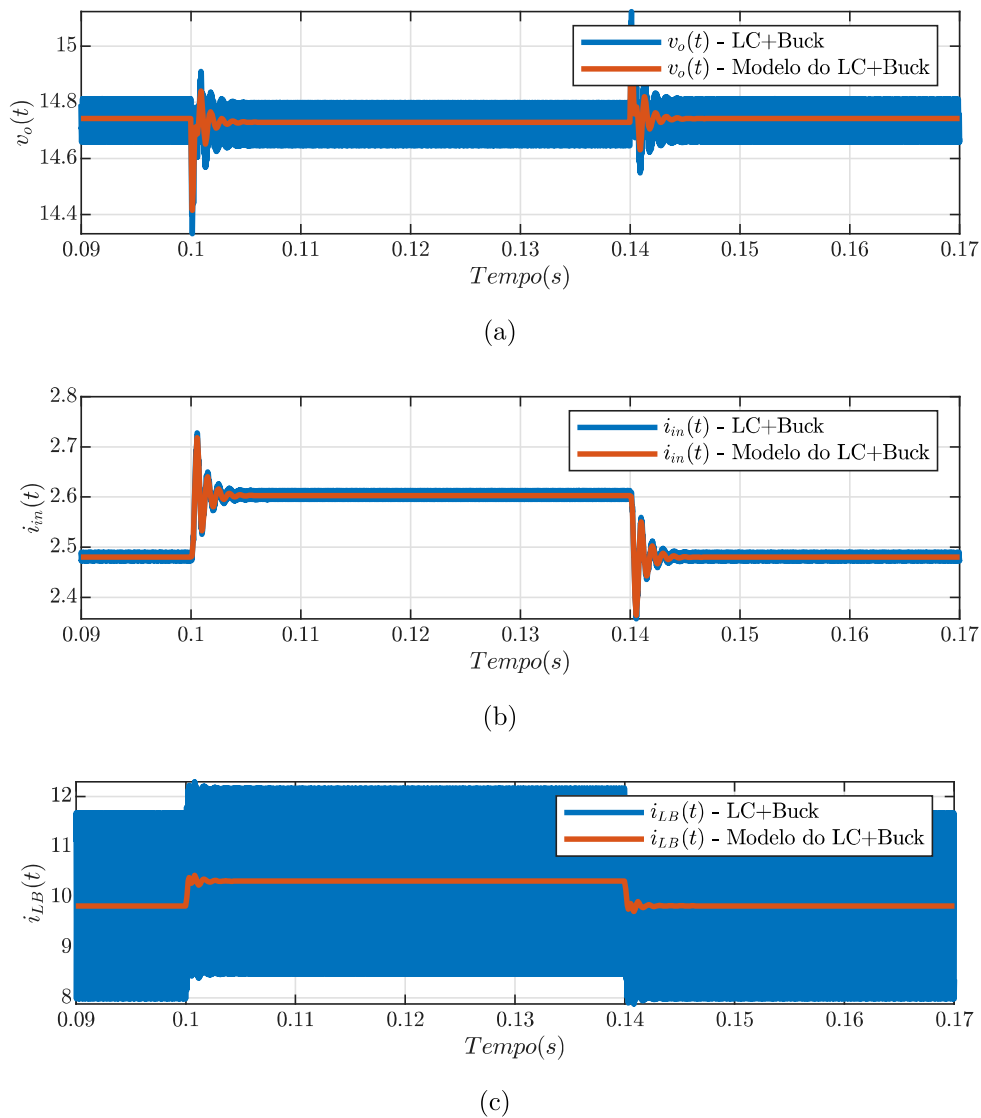 15
14.8
14.6
14.4
v_o(t)
v_o(t) - LC+Buck
v_o(t) - Modelo do LC+Buck
0.09 0.1 0.11 0.12 0.13 0.14 0.15 0.16 0.17
Tempo(s)
(a)
2.8
2.7
2.6
2.5
2.4
i_in(t)
i_in(t) - LC+Buck
i_in(t) - Modelo do LC+Buck
0.09 0.1 0.11 0.12 0.13 0.14 0.15 0.16 0.17
Tempo(s)
(b)
12
11
10
9
8
i_LB(t)
i_LB(t) - LC+Buck
i_LB(t) - Modelo do LC+Buck
0.09 0.1 0.11 0.12 0.13 0.14 0.15 0.16 0.17
Tempo(s)
(c)